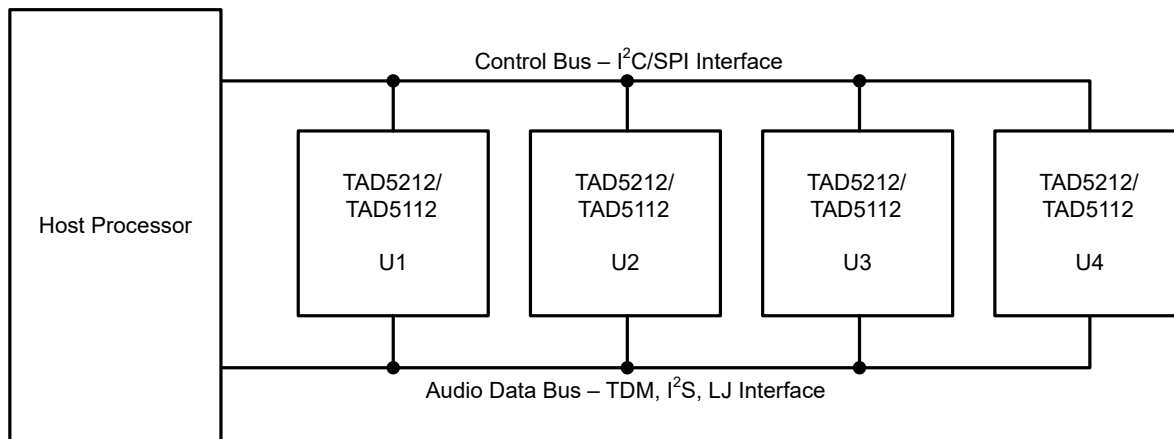 Control Bus – I²C/SPI Interface
Host Processor
TAD5212/
TAD5112
U1
TAD5212/
TAD5112
U2
TAD5212/
TAD5112
U3
TAD5212/
TAD5112
U4
Audio Data Bus – TDM, I²S, LJ Interface